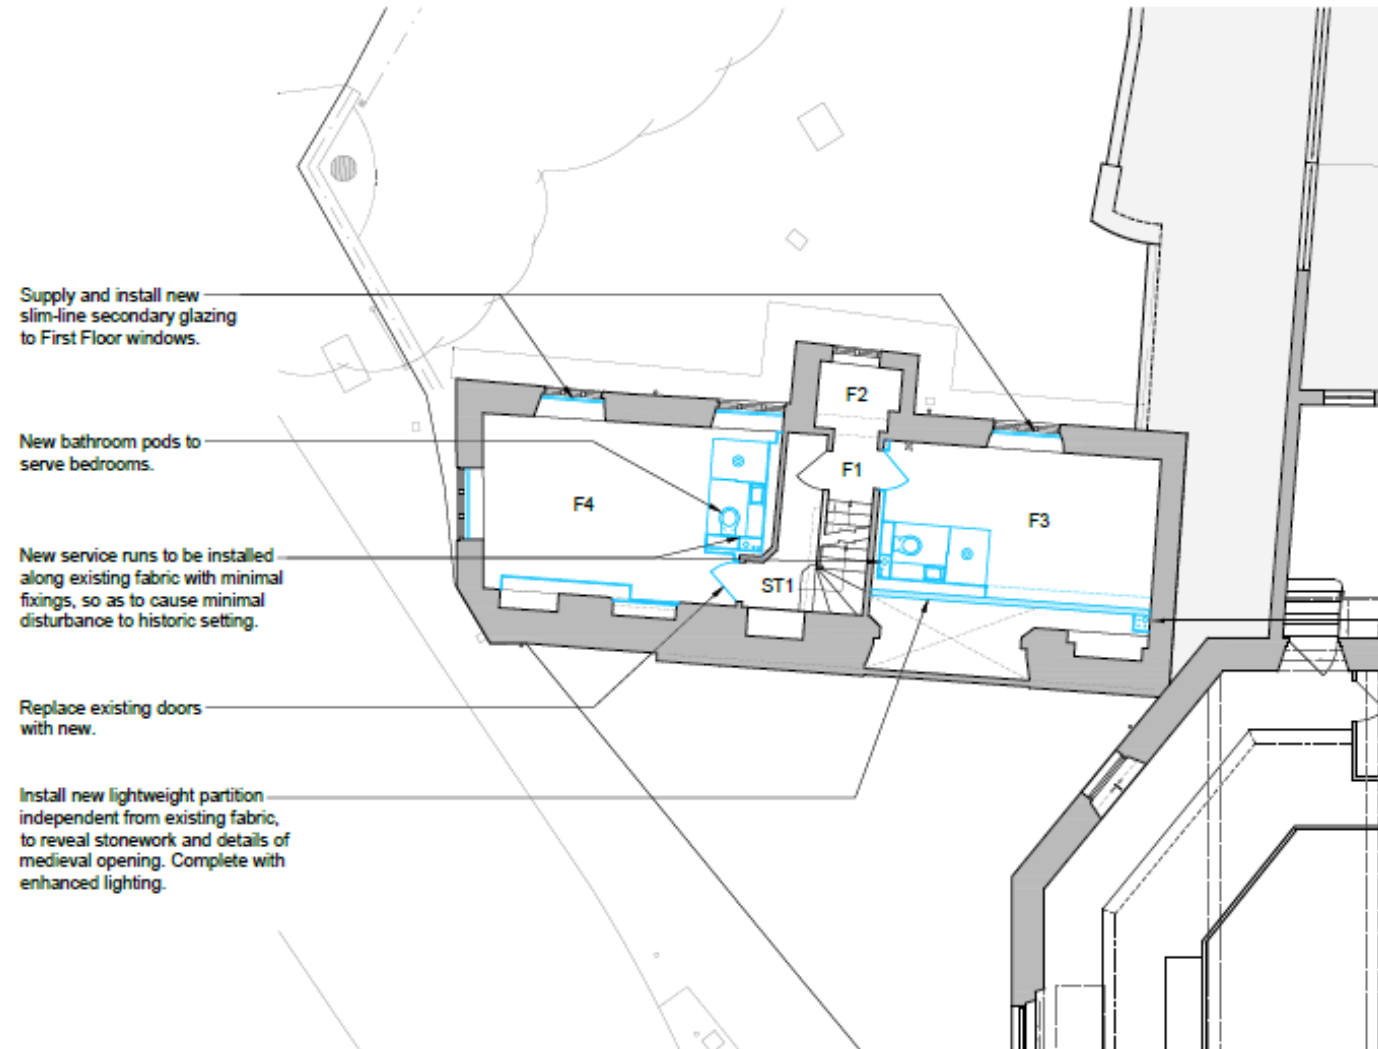 Supply and install new
slim-line secondary glazing
to First Floor windows.
F2
New bathroom pods to
serve bedrooms.
F1
F4
F3
New service runs to be installed
along existing fabric with minimal
fixings, so as to cause minimal
disturbance to historic setting.
ST1
Replace existing doors
with new.
Install new lightweight partition
independent from existing fabric,
to reveal stonework and details of
medieval opening. Complete with
enhanced lighting.